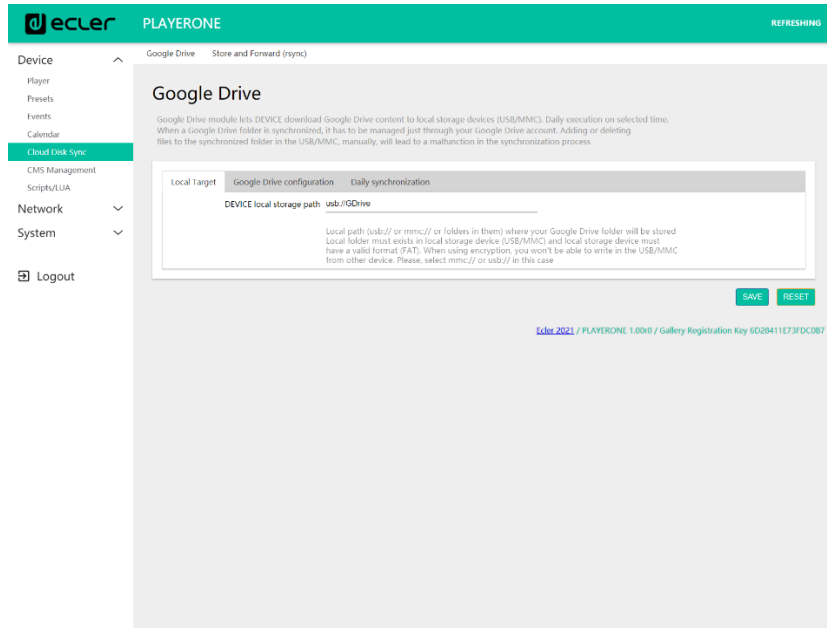 ecler
PLAYERONE
REFRESHING
Device
Player
Presets
Events
Calendar
Cloud Disk Sync
CMS Management
Scripts/LUA
Network
System
Logout
Google Drive Store and Forward (rsync)
Google Drive
Google Drive module lets DEVICE download Google Drive content to local storage devices (USB/MMC). Daily execution on selected time.
When a Google Drive folder is synchronized, it has to be managed just through your Google Drive account. Adding or deleting
files to the synchronized folder in the USB/MMC, manually, will lead to a malfunction in the synchronization process
Local Target Google Drive configuration Daily synchronization
DEVICE local storage path usb://GDrive
Local path (usb:// or mmc:// or folders in them) where your Google Drive folder will be stored
Local folder must exists in local storage device (USB/MMC) and local storage device must
have a valid format (FAT). When using encryption, you won't be able to write in the USB/MMC
from other device. Please, select mmc:// or usb:// in this case
SAVE RESET
Ecler 2021 / PLAYERONE 1.00r0 / Gallery Registration Key 6D28411E73FDC0B7